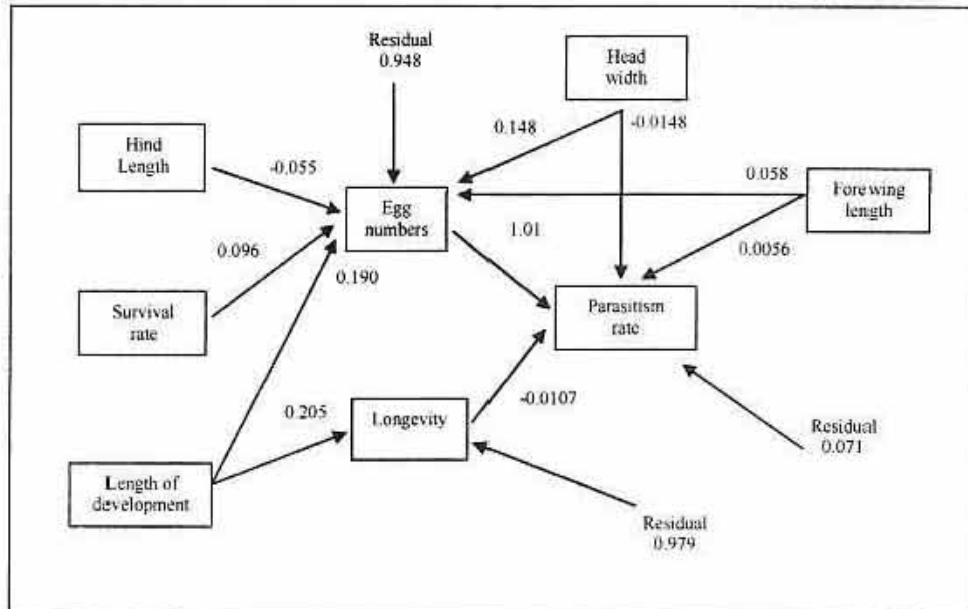 Residual
0.948
Head
width
0.148
-0.0148
Hind
Length
-0.055
0.058
Forewing
length
Egg
numbers
1.01
0.0056
0.096
0.190
Survival
rate
Parasitism
rate
-0.0107
0.205
Longevity
Residual
0.071
Length of
development
Residual
0.979